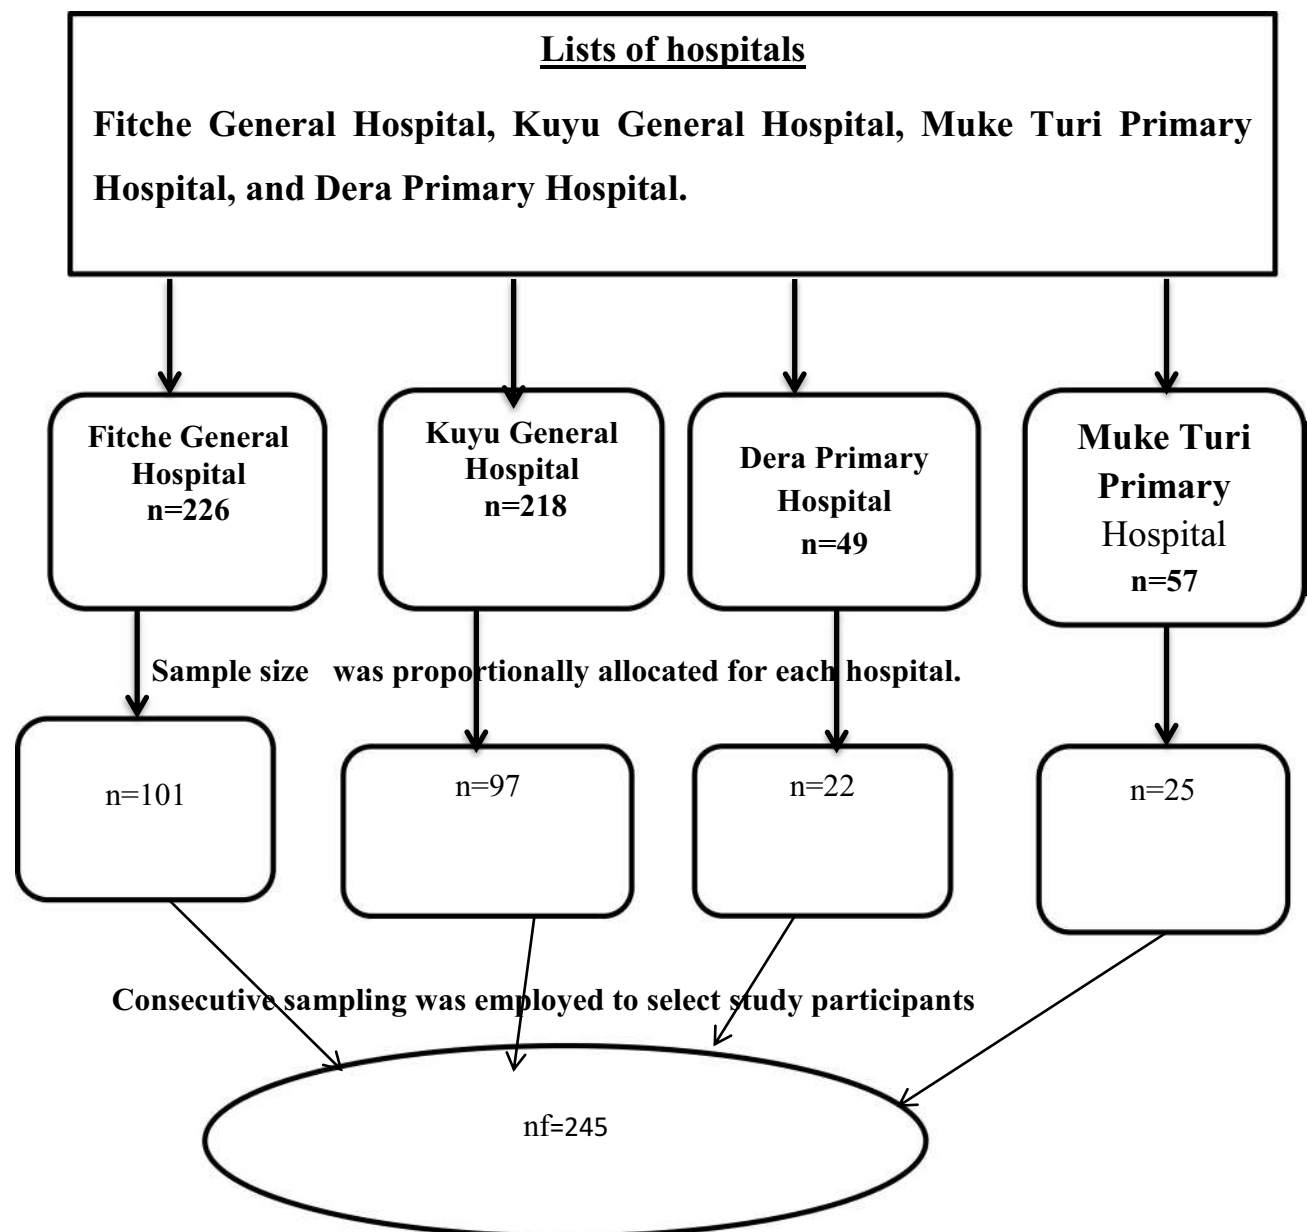 Lists of hospitals
Fitche General Hospital, Kuyu General Hospital, Muke Turi Primary
Hospital, and Dera Primary Hospital.
Fitche General
Hospital
n=226
Kuyu General
Hospital
n=218
Dera Primary
Hospital
n=49
Muke Turi
Primary
Hospital
n=57
Sample size was proportionally allocated for each hospital.
n=101
n=97
n=22
n=25
Consecutive sampling was employed to select study participants
nf=245